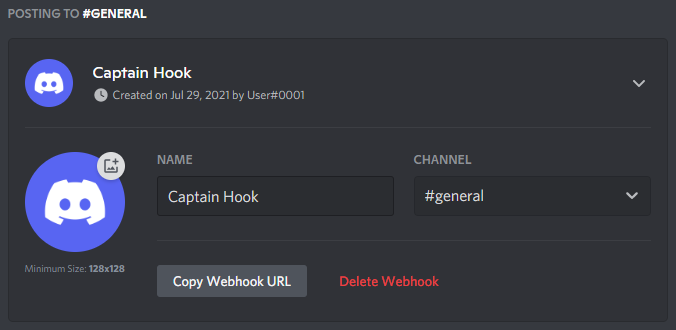 POSTING TO #GENERAL
Captain Hook
Created on Jul 29, 2021 by User#0001
NAME
CHANNEL
Captain Hook
#general
Minimum Size: 128x128
Copy Webhook URL
Delete Webhook